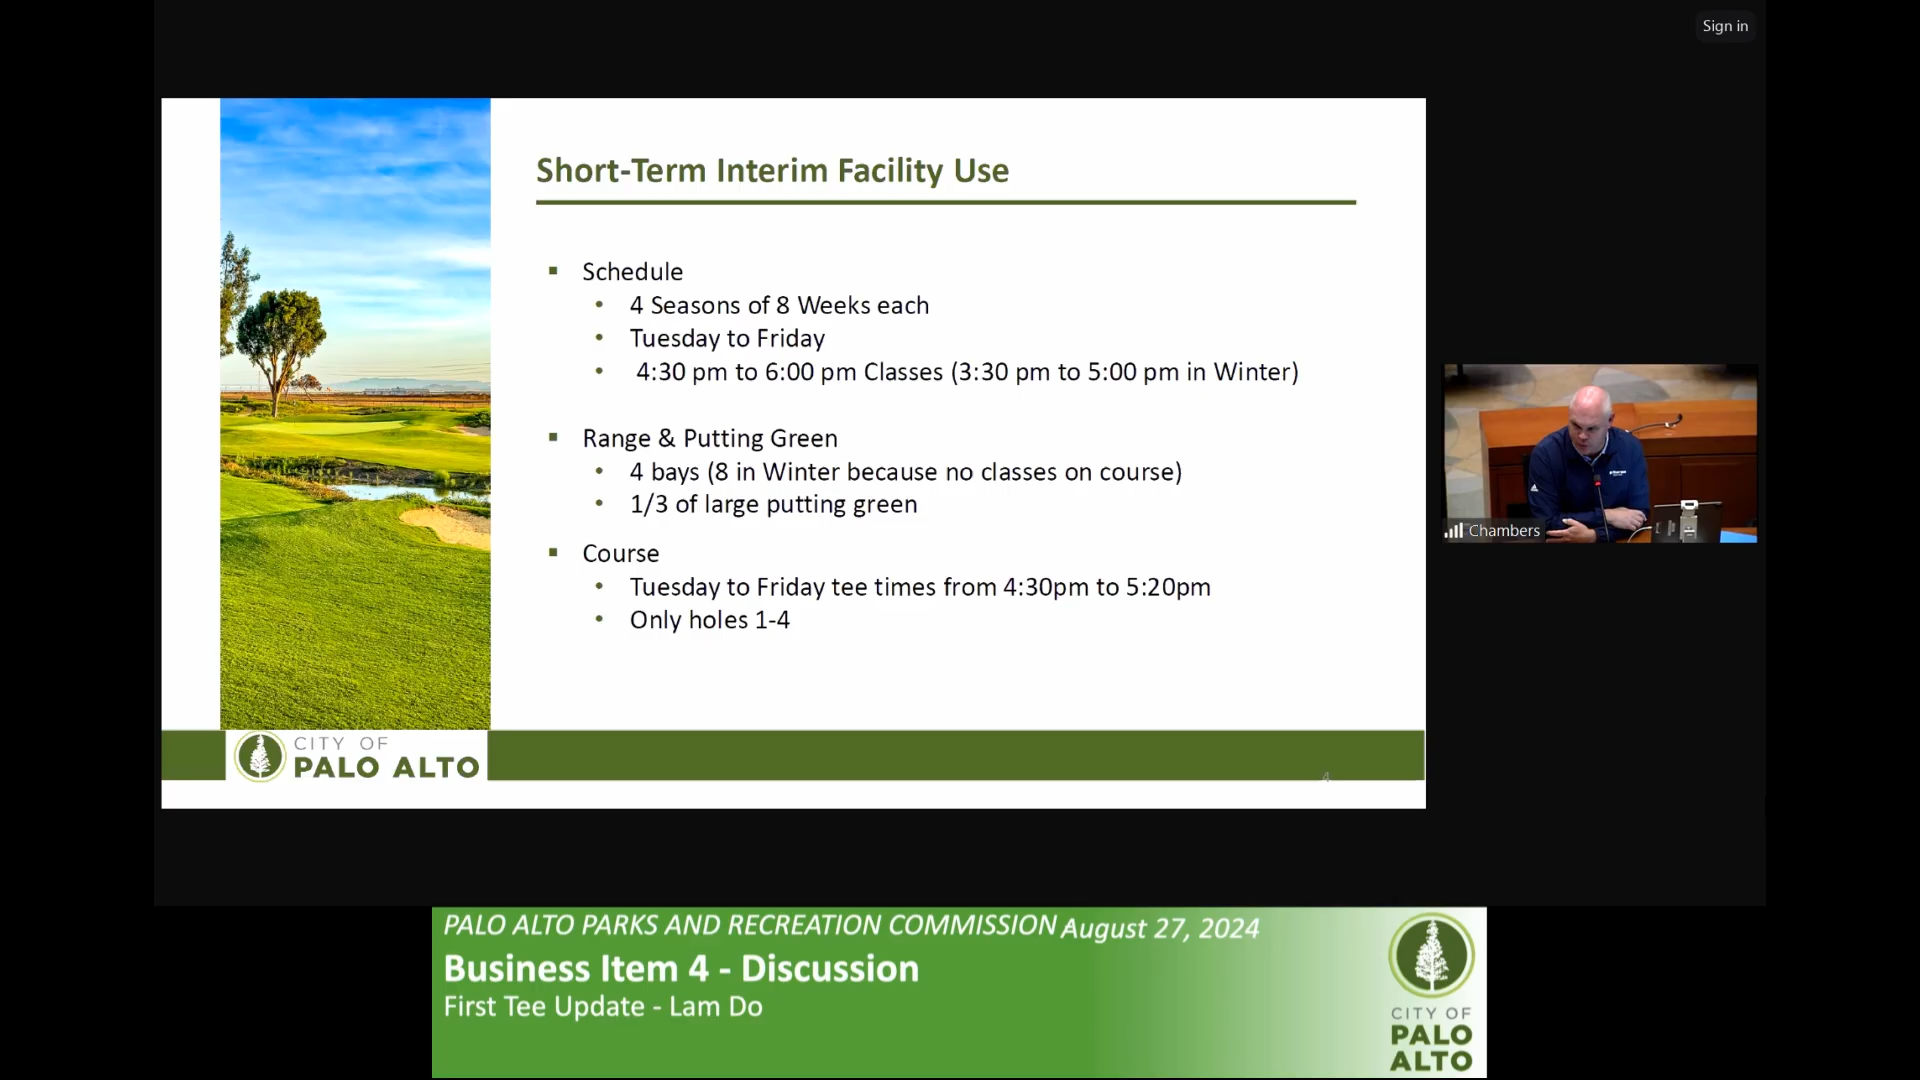 Sign in
Short-Term Interim Facility Use
Schedule
4 Seasons of 8 Weeks each
Tuesday to Friday
4:30 pm to 6:00 pm Classes (3:30 pm to 5:00 pm in Winter)
Range & Putting Green
4 bays (8 in Winter because no classes on course)
1/3 of large putting green
Course
Tuesday to Friday tee times from 4:30pm to 5:20pm
Only holes 1-4
CITY OF
PALO ALTO
4
Chambers
PALO ALTO PARKS AND RECREATION COMMISSION August 27, 2024
Business Item 4 - Discussion
First Tee Update - Lam Do
CITY OF
PALO
ALTO